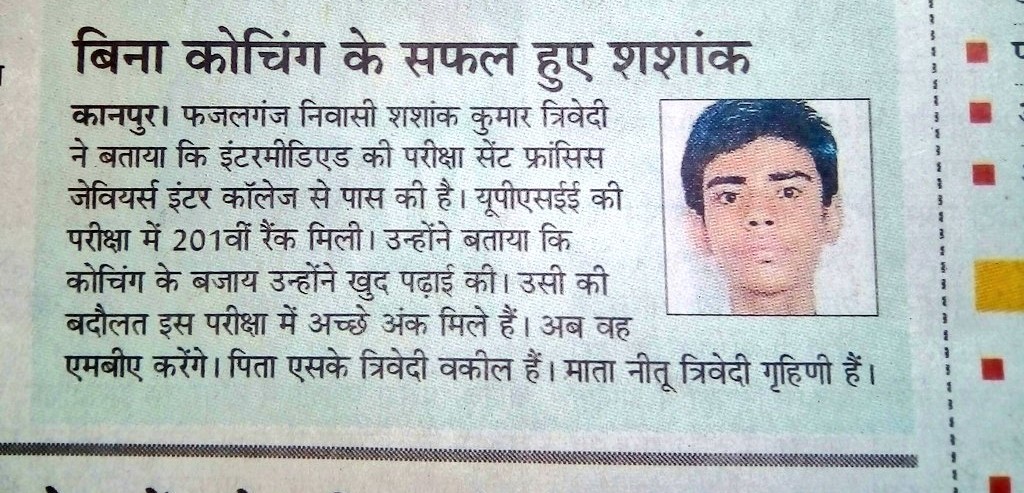 बिना कोचिंग के सफल हुए शशांक
कानपुर। फजलगंज निवासी शशांक कुमार त्रिवेदी
ने बताया कि इंटरमीडिएड की परीक्षा सेंट फ्रांसिस
जेवियर्स इंटर कॉलेज से पास की है। यूपीएसईई की
परीक्षा में 201वीं रैंक मिली। उन्होंने बताया कि
कोचिंग के बजाय उन्होंने खुद पढ़ाई की। उसी की
बदौलत इस परीक्षा में अच्छे अंक मिले हैं। अब वह
एमबीए करेंगे। पिता एसके त्रिवेदी वकील हैं। माता नीतू त्रिवेदी गृहिणी हैं।